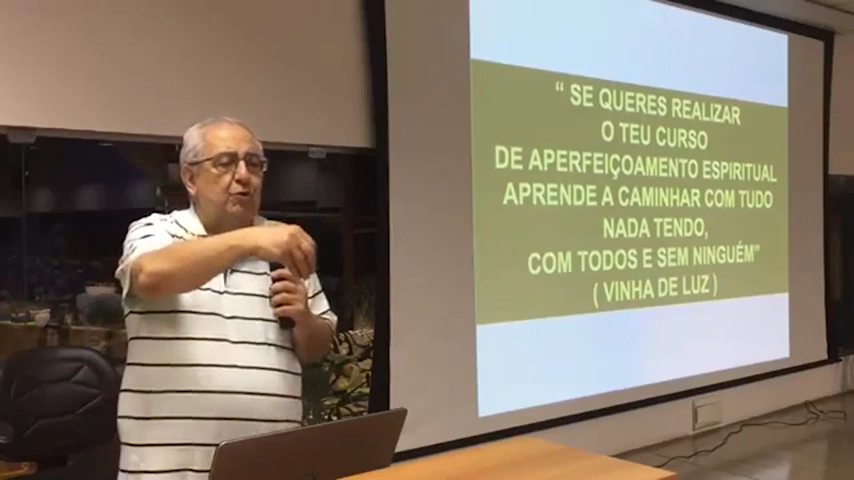 “ SE QUERES REALIZAR
O TEU CURSO
DE APERFEIÇOAMENTO ESPIRITUAL
APRENDE A CAMINHAR COM TUDO
NADA TENDO,
COM TODOS E SEM NINGUÉM”
( VINHA DE LUZ )